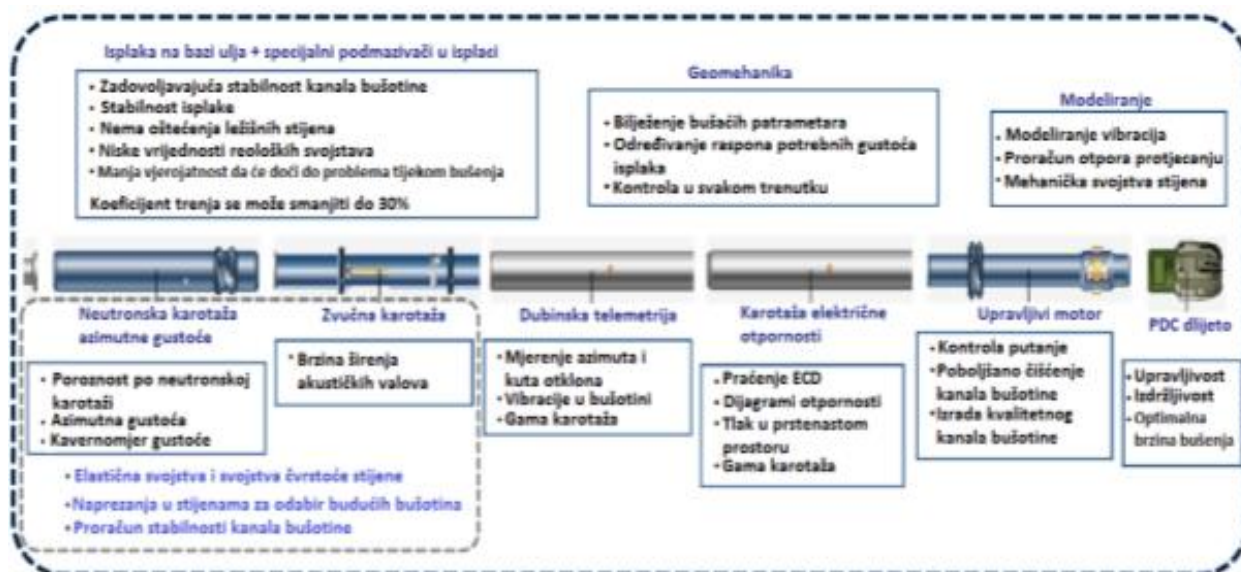 Isplaka na bazi ulja + specijalni podmazivači u isplaci
• Zadovoljavajuća stabilnost kanala bušotine
• Stabilnost isplake
• Nema oštećenja ležišnih stijena
• Niske vrijednosti reoloških svojstava
• Manja vjerojatnost da će doći do problema tijekom bušenja
Koeficijent trenja se može smanjiti do 30%
Geomehanika
• Bilježenje bušaćih patrametara
• Određivanje raspona potrebnih gustoća
isplaka
• Kontrola u svakom trenutku
Modeliranje
• Modeliranje vibracija
• Proračun otpora protjecanju
• Mehanička svojstva stijena
Neutronska karotaža
azimutne gustoće
• Poroznost po neutronskoj
karotaži
• Azimutna gustoća
• Kavernomjer gustoće
Zvučna karotaža
• Brzina širenja
akustičkih valova
• Elastična svojstva i svojstva čvrstoće stijene
• Naprezanja u stijenama za odabir budućih bušotina
• Proračun stabilnosti kanala bušotine
Dubinska telemetrija
• Mjerenje azimuta i
kuta otklona
• Vibracije u bušotini
• Gama karotaža
Karotaža električne
otpornosti
• Praćenje ECD
• Dijagrami otpornosti
• Tlak u prstenastom
prostoru
• Gama karotaža
Upravljivi motor
• Kontrola putanje
• Poboljšano čišćenje
kanala bušotine
• Izrada kvalitetnog
kanala bušotine
PDC dlijeto
• Upravljivost
• Izdržljivost
• Optimalna
brzina bušenja